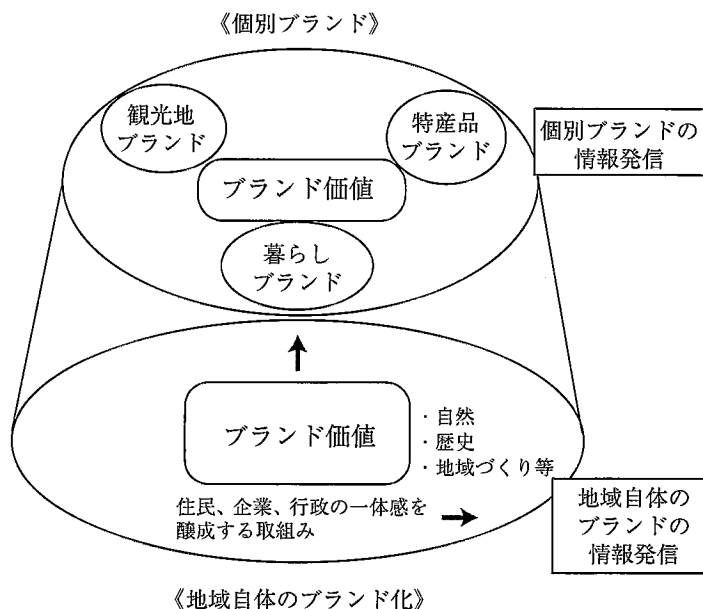 《個別ブランド》
観光地
ブランド
特産品
ブランド
個別ブランドの
情報発信
ブランド価値
暮らし
ブランド
ブランド価値
・自然
・歴史
・地域づくり等
住民、企業、行政の一体感を
醸成する取組み
地域自体の
ブランドの
情報発信
《地域自体のブランド化》